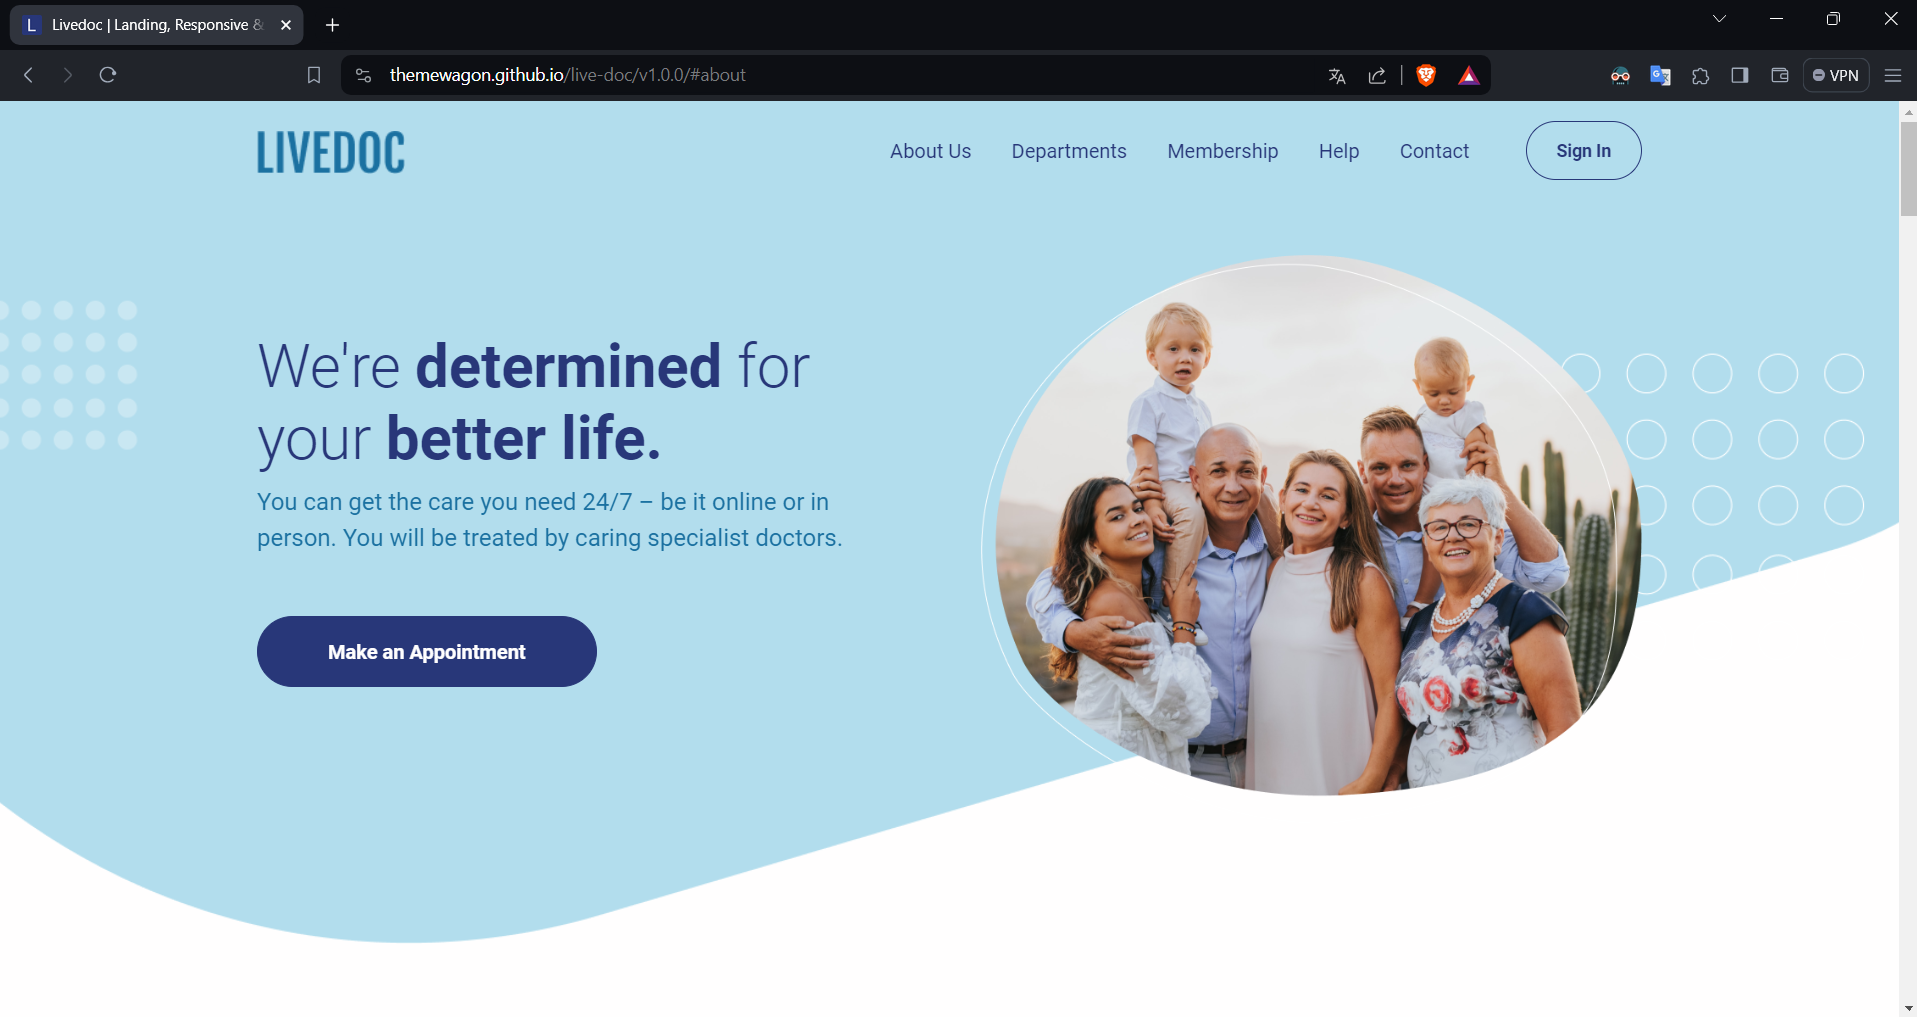 L Livedoc | Landing, Responsive &
themewagon.github.io/live-doc/v1.0.0/#about
VPN
LIVEDOC
About Us Departments Membership Help Contact Sign In
We're determined for
your better life.
You can get the care you need 24/7 – be it online or in
person. You will be treated by caring specialist doctors.
Make an Appointment